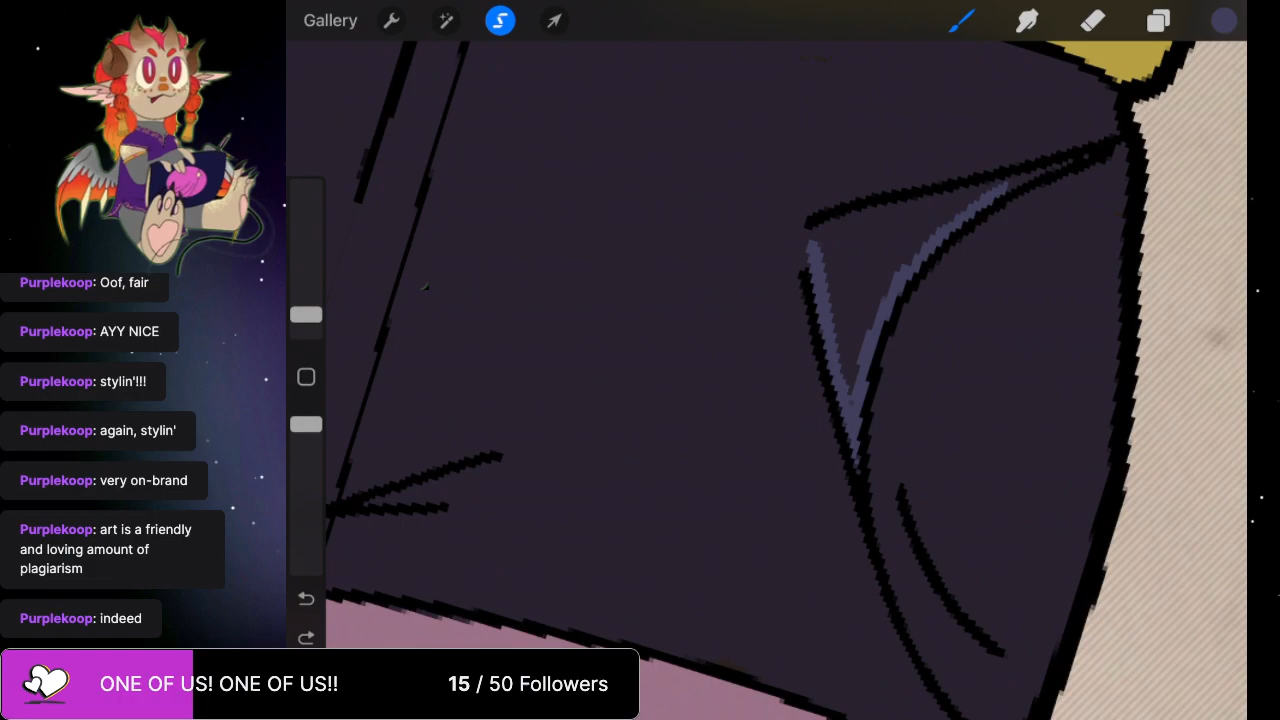 Gallery
Purplekoop: Oof, fair
Purplekoop: AYY NICE
Purplekoop: stylin'!!!
Purplekoop: again, stylin'
Purplekoop: very on-brand
Purplekoop: art is a friendly
and loving amount of
plagiarism
Purplekoop: indeed
ONE OF US! ONE OF US!! 15 / 50 Followers